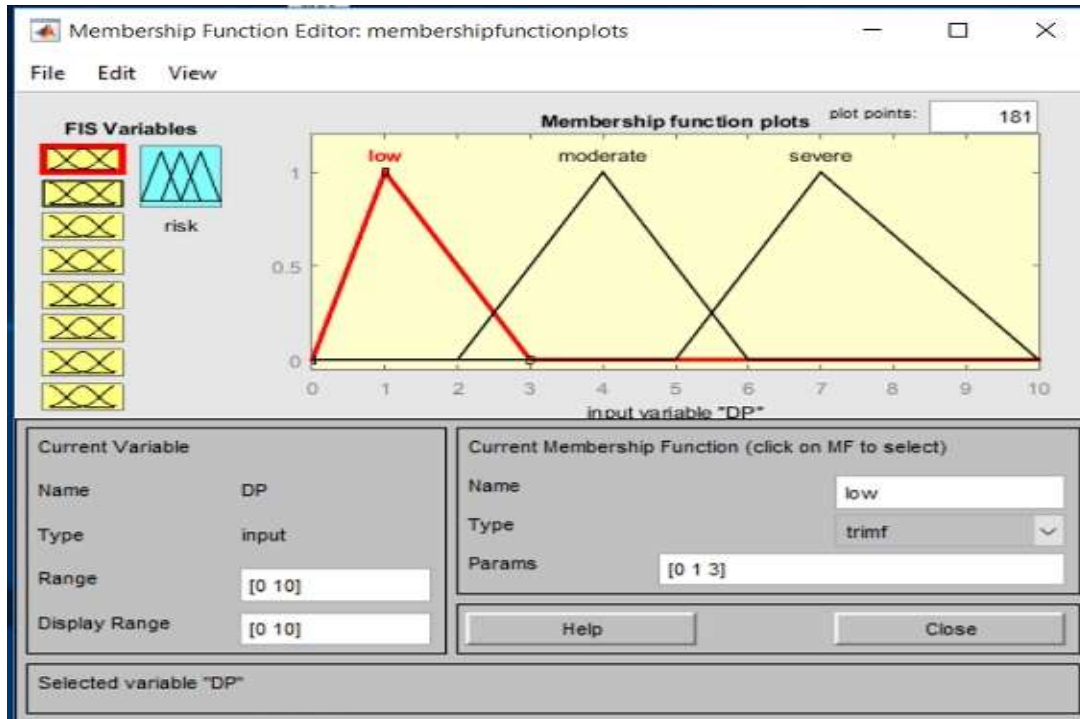 Membership Function Editor: membershipfunctionplots
File Edit View
FIS Variables
risk
Membership function plots
plot points: 181
low moderate severe
1
0.5
0
0 1 2 3 4 5 6 7 8 9 10
input variable "DP"
Current Variable
Name DP
Type input
Range [0 10]
Display Range [0 10]
Current Membership Function (click on MF to select)
Name low
Type trimf
Params [0 1 3]
Help Close
Selected variable "DP"